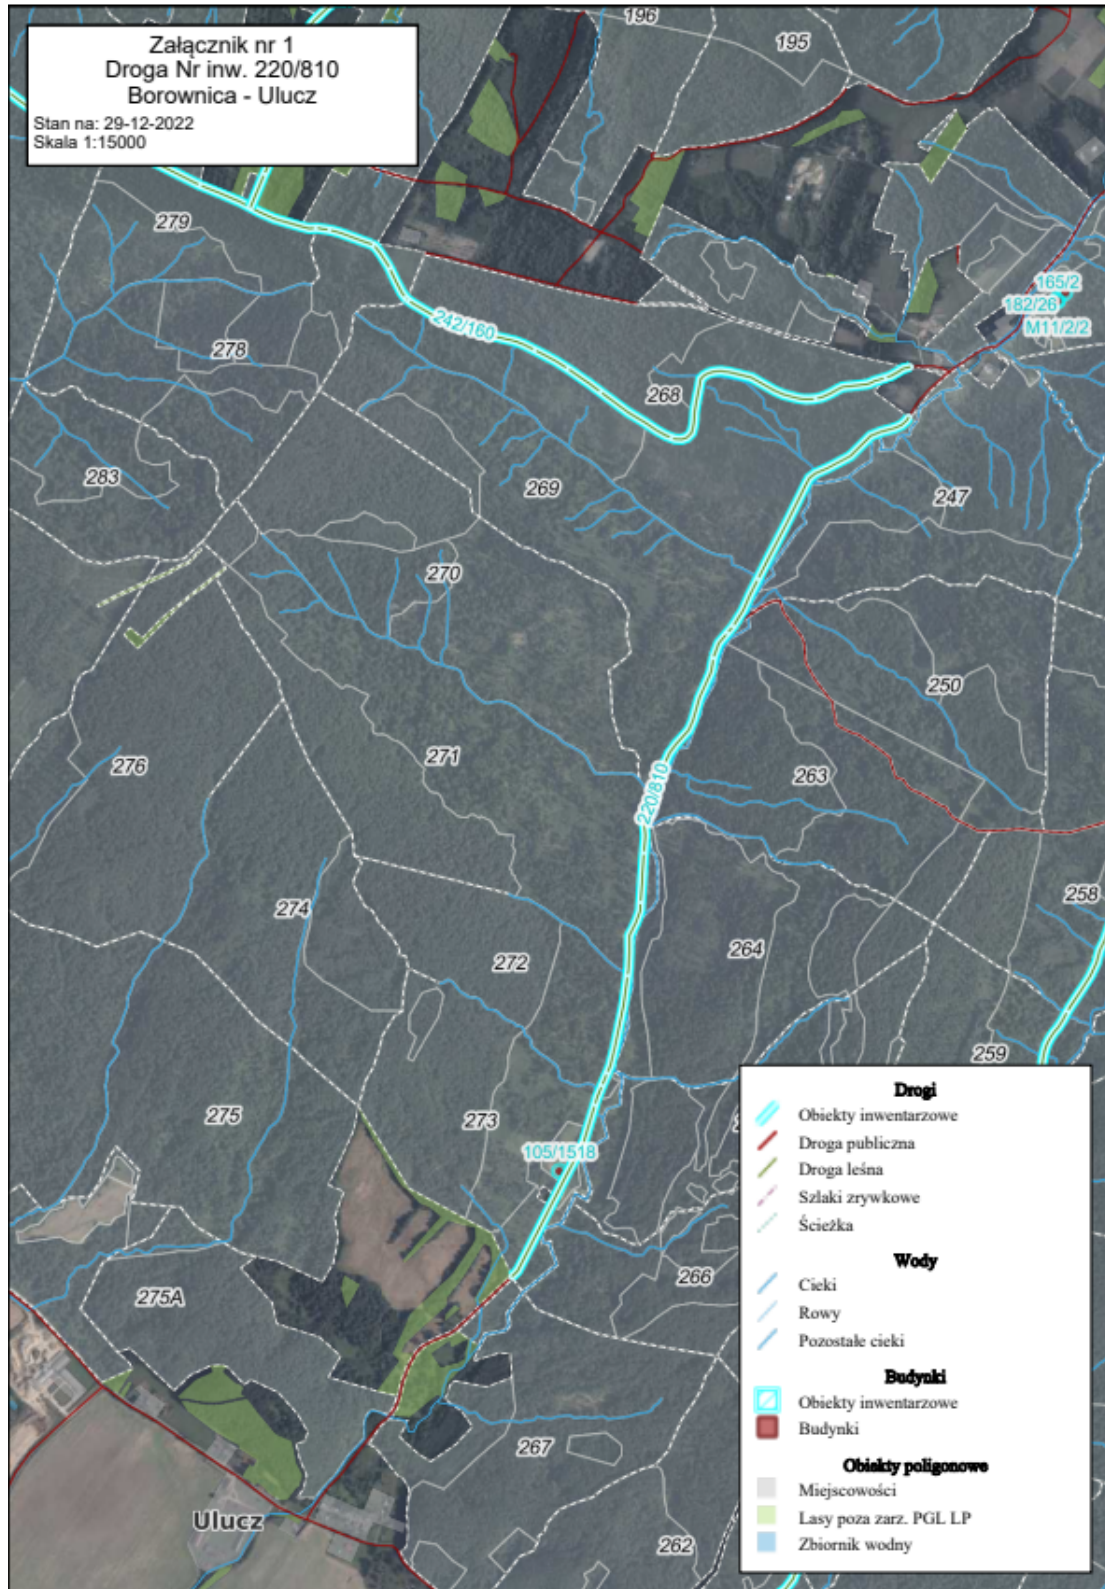 Załącznik nr 1
Droga Nr inw. 220/810
Borownica - Ulucz
Stan na: 29-12-2022
Skala 1:15000
196
195
279
165/2
182/26
M11/2/2
242/160
278
268
283
269
247
270
250
276
271
263
220/810
274
258
272
264
259
275
273
105/1518
266
275A
267
Ulucz
262
Drogi
Obiekty inwentarzowe
Droga publiczna
Droga leśna
Szlaki zrywkowe
Ścieżka
Wody
Cieki
Rowy
Pozostałe cieki
Budynki
Obiekty inwentarzowe
Budynki
Obiekty poligonowe
Miejscowości
Lasy poza zarz. PGL LP
Zbiornik wodny